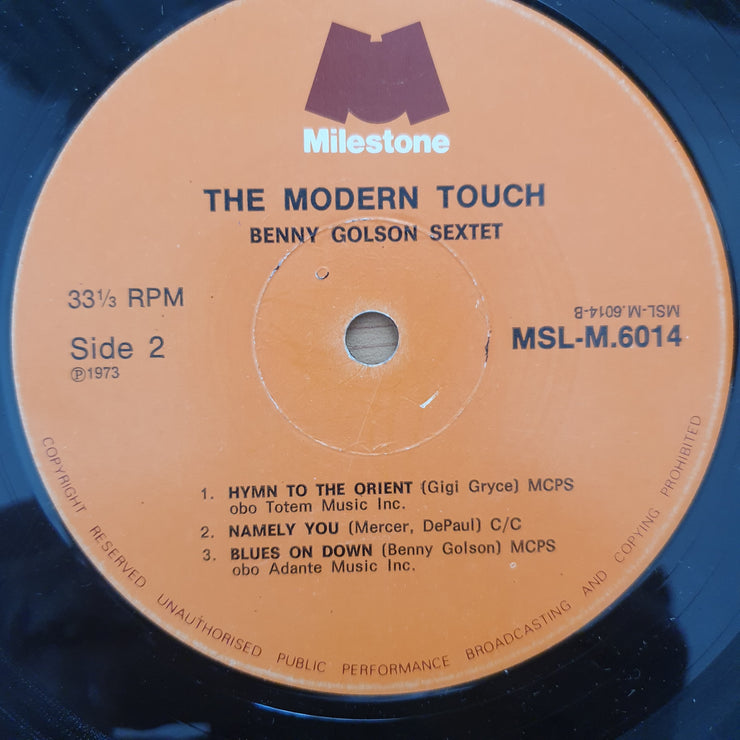 Milestone
THE MODERN TOUCH
BENNY GOLSON SEXTET
33⅓ RPM
MSL-M.6014-B
Side 2
MSL-M.6014
Ⓟ1973
1. HYMN TO THE ORIENT (Gigi Gryce) MCPS
obo Totem Music Inc.
2. NAMELY YOU (Mercer, DePaul) C/C
3. BLUES ON DOWN (Benny Golson) MCPS
obo Adante Music Inc.
COPYRIGHT RESERVED UNAUTHORISED PUBLIC PERFORMANCE BROADCASTING AND COPYING PROHIBITED